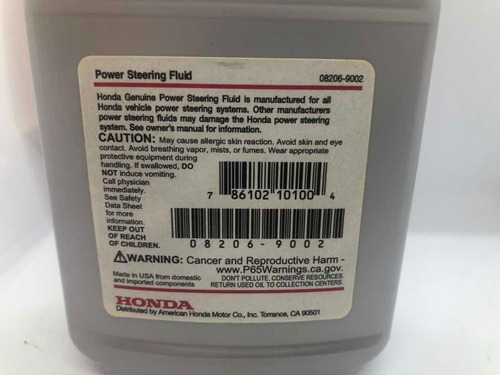 Power Steering Fluid 08206-9002
Honda Genuine Power Steering Fluid is manufactured for all
Honda vehicle power steering systems. Other manufacturers
power steering fluids may damage the Honda power steering
system. See owner's manual for information.
CAUTION: May cause allergic skin reaction. Avoid skin and eye
contact. Avoid breathing vapor, mists, or fumes. Wear appropriate
protective equipment during
handling. If swallowed, DO
NOT induce vomiting.
Call physician
immediately.
See Safety
Data Sheet
for more
information.
KEEP OUT
OF REACH
OF CHILDREN.
7 86102 10100 4
08206-9002
⚠WARNING: Cancer and Reproductive Harm -
www.P65Warnings.ca.gov.
Made in USA from domestic
and imported components
DON'T POLLUTE. CONSERVE RESOURCES.
RETURN USED OIL TO COLLECTION CENTERS.
HONDA
Distributed by American Honda Motor Co., Inc. Torrance, CA 90501